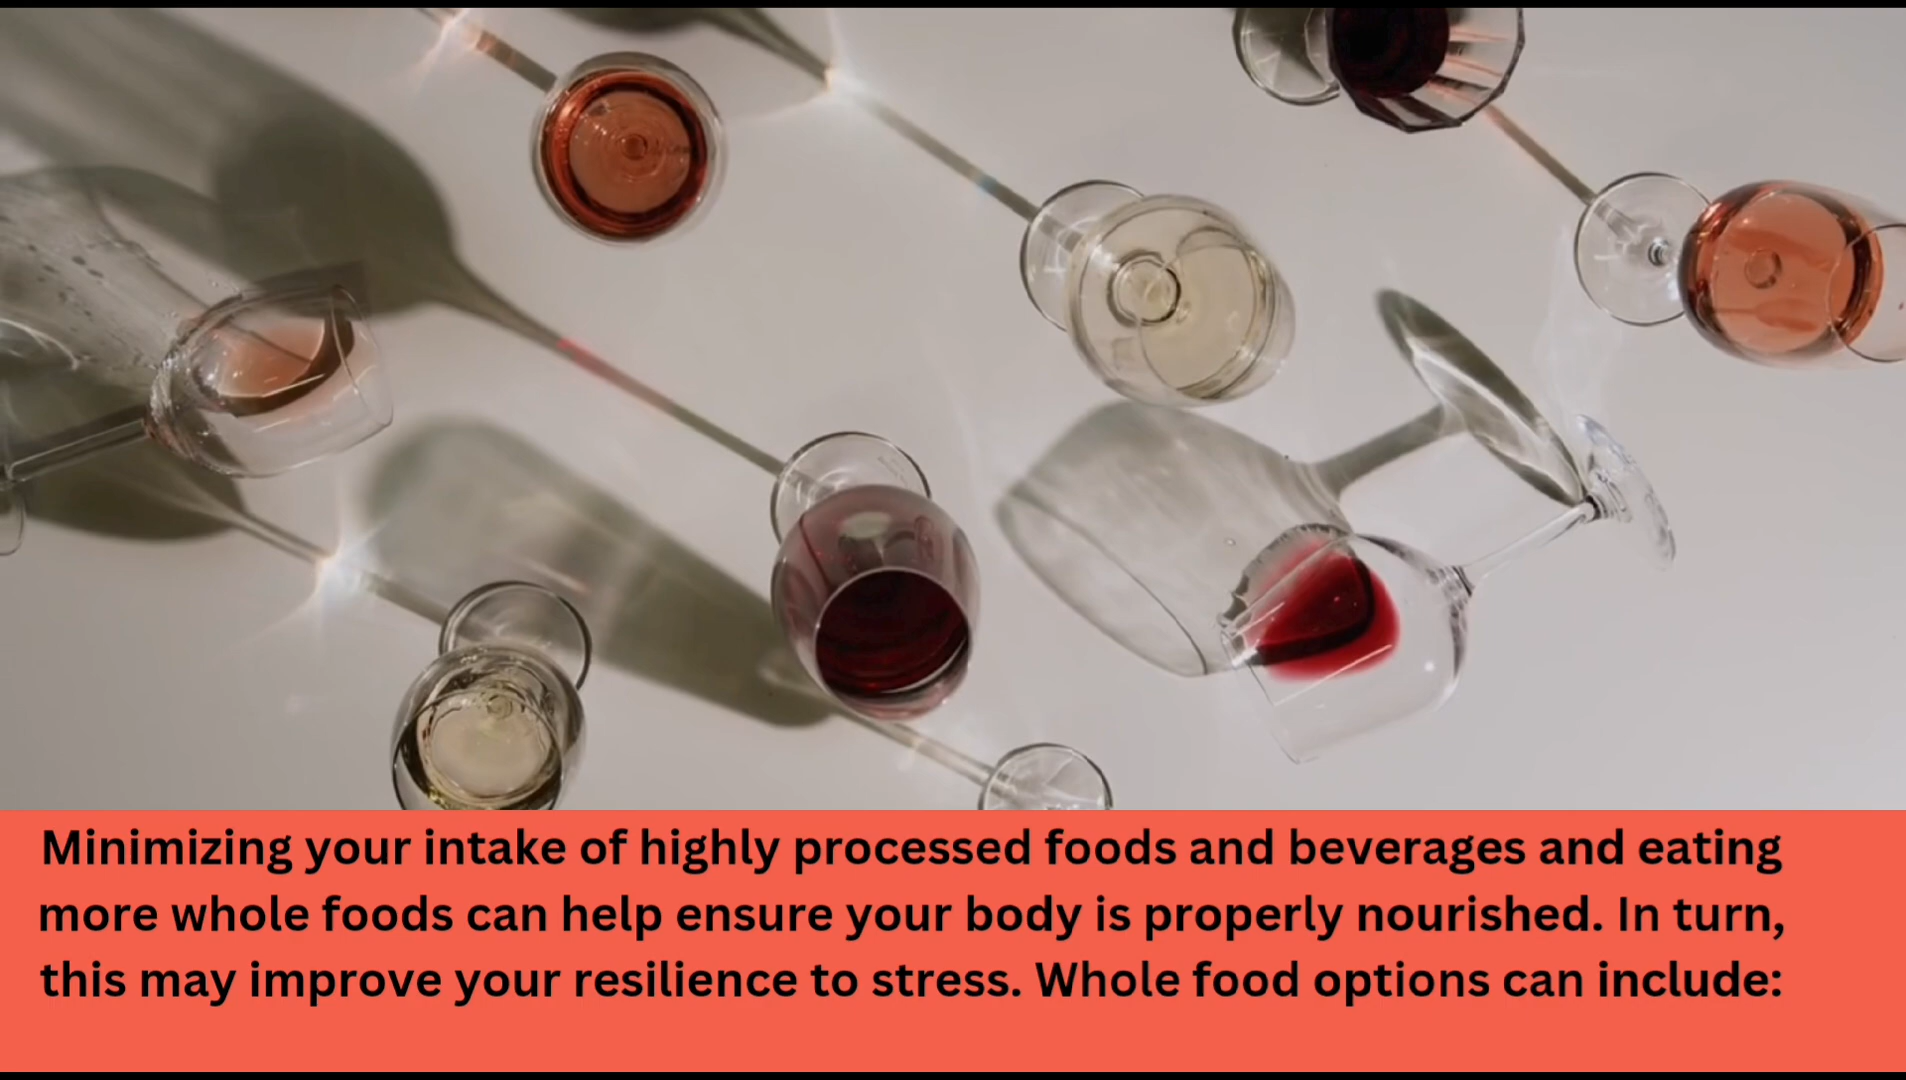 Minimizing your intake of highly processed foods and beverages and eating
more whole foods can help ensure your body is properly nourished. In turn,
this may improve your resilience to stress. Whole food options can include: